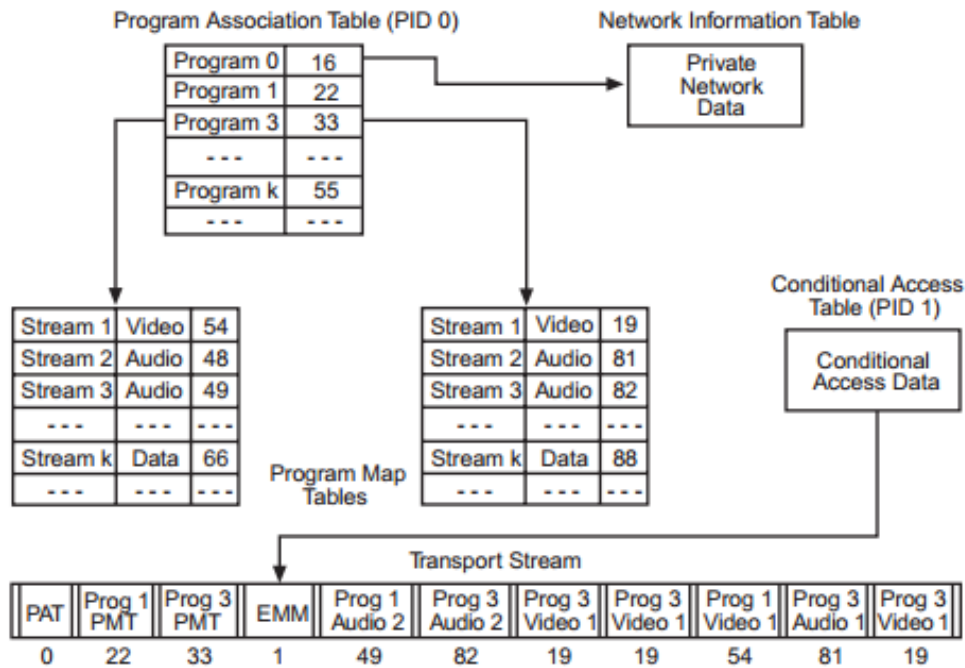 Program Association Table (PID 0)
Network Information Table
Program 0 16
Program 1 22
Program 3 33
- - - - - -
Program k 55
- - - - - -
Private
Network
Data
Stream 1 Video 54
Stream 2 Audio 48
Stream 3 Audio 49
- - - - - - - - -
Stream k Data 66
- - - - - - - - -
Program Map
Tables
Stream 1 Video 19
Stream 2 Audio 81
Stream 3 Audio 82
- - - - - - - - -
Stream k Data 88
- - - - - - - - -
Conditional Access
Table (PID 1)
Conditional
Access Data
Transport Stream
PAT
Prog 1
PMT
Prog 3
PMT
EMM
Prog 1
Audio 2
Prog 3
Audio 2
Prog 3
Video 1
Prog 3
Video 1
Prog 1
Video 1
Prog 3
Audio 1
Prog 3
Video 1
0 22 33 1 49 82 19 19 54 81 19